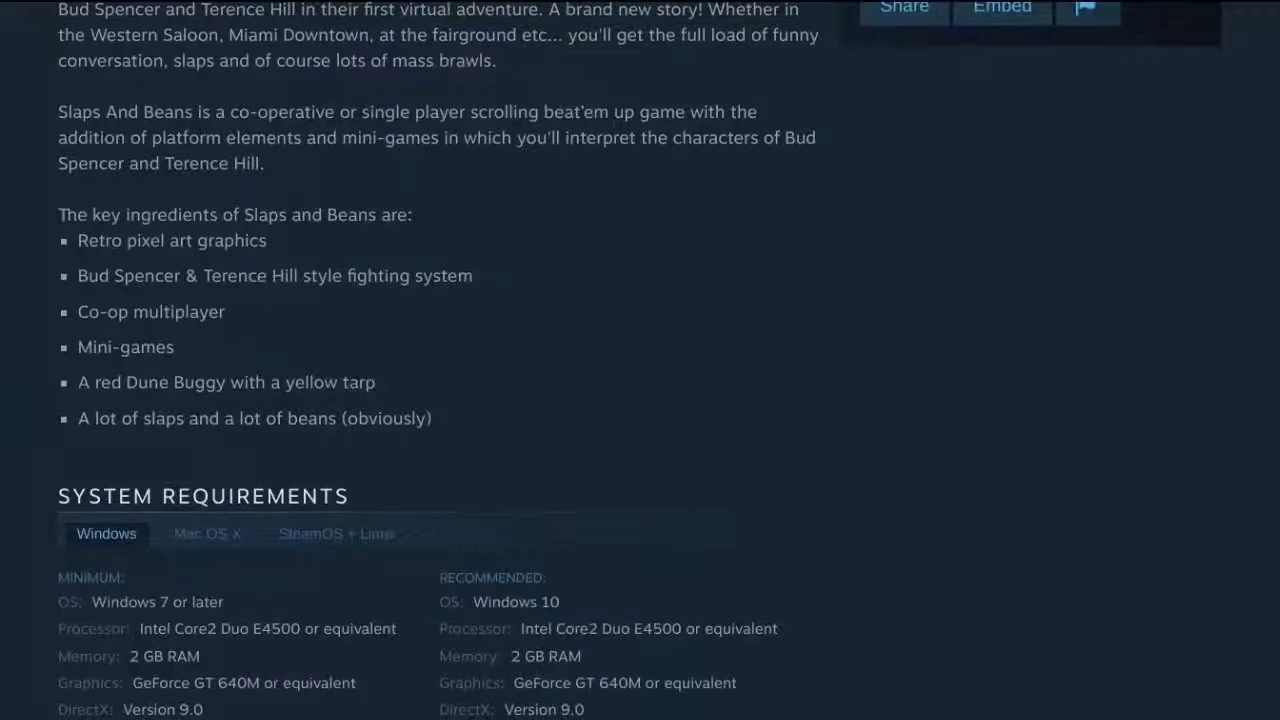 Bud Spencer and Terence Hill in their first virtual adventure. A brand new story! Whether in
Share Embed
the Western Saloon, Miami Downtown, at the fairground etc... you'll get the full load of funny
conversation, slaps and of course lots of mass brawls.
Slaps And Beans is a co-operative or single player scrolling beat'em up game with the
addition of platform elements and mini-games in which you'll interpret the characters of Bud
Spencer and Terence Hill.
The key ingredients of Slaps and Beans are:
▪ Retro pixel art graphics
▪ Bud Spencer & Terence Hill style fighting system
▪ Co-op multiplayer
▪ Mini-games
▪ A red Dune Buggy with a yellow tarp
▪ A lot of slaps and a lot of beans (obviously)
SYSTEM REQUIREMENTS
Windows Mac OS X SteamOS + Linux
MINIMUM: RECOMMENDED:
OS: Windows 7 or later OS: Windows 10
Processor: Intel Core2 Duo E4500 or equivalent Processor: Intel Core2 Duo E4500 or equivalent
Memory: 2 GB RAM Memory: 2 GB RAM
Graphics: GeForce GT 640M or equivalent Graphics: GeForce GT 640M or equivalent
DirectX: Version 9.0 DirectX: Version 9.0